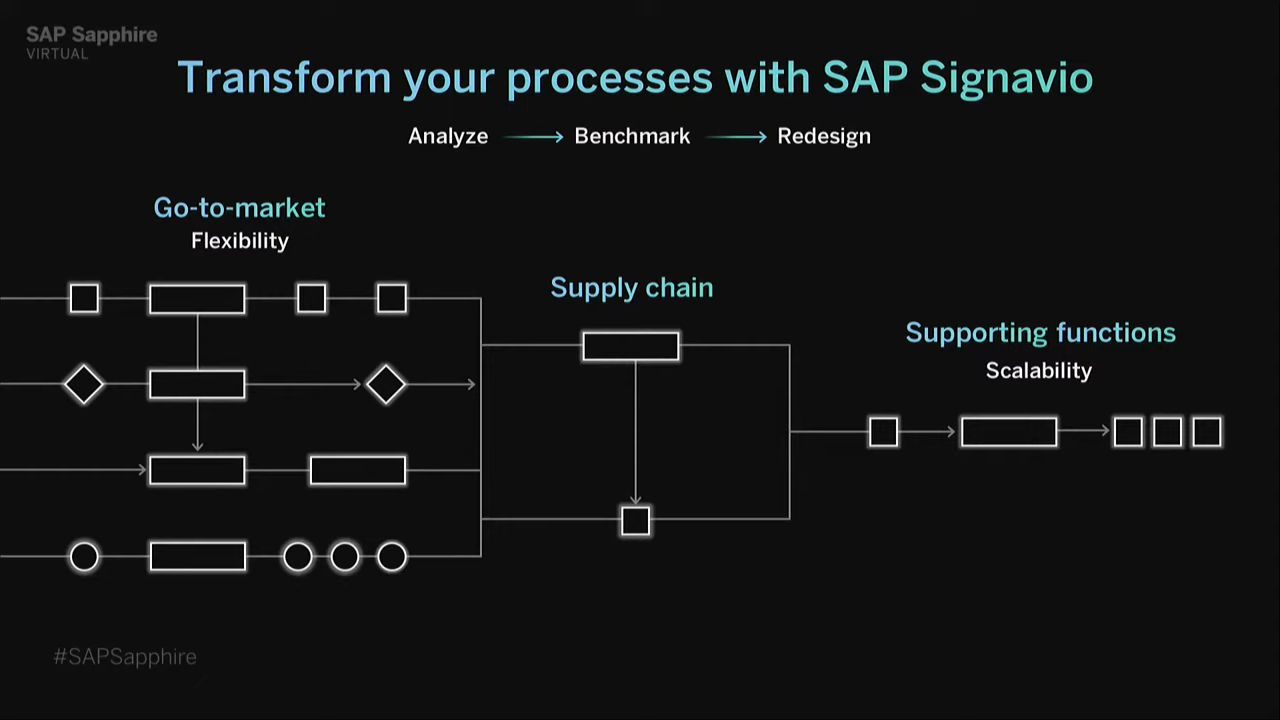 SAP Sapphire
VIRTUAL
Transform your processes with SAP Signavio
Analyze Benchmark Redesign
Go-to-market
Flexibility
Supply chain
Supporting functions
Scalability
#SAPSapphire